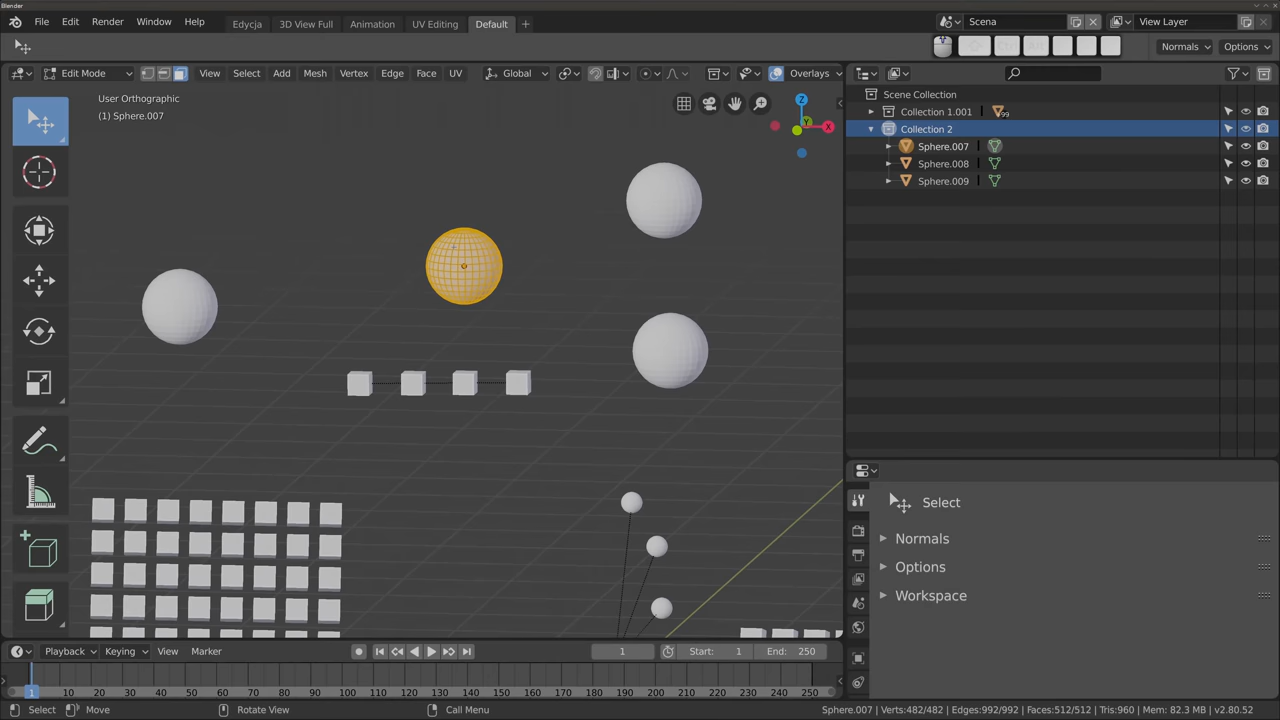 Blender
File Edit Render Window Help
Edycja 3D View Full Animation UV Editing Default +
Scena View Layer
Normals Options
Edit Mode View Select Add Mesh Vertex Edge Face UV Global Overlays
User Orthographic
(1) Sphere.007
Z
Y
X
Scene Collection
Collection 1.001 99
Collection 2
Sphere.007
Sphere.008
Sphere.009
Select
Normals
Options
Workspace
Playback Keying View Marker 1 Start: 1 End: 250
1 10 20 30 40 50 60 70 80 90 100 110 120 130 140 150 160 170 180 190 200 210 220 230 240 250
Select Move Rotate View Call Menu Sphere.007 | Verts:482/482 | Edges:992/992 | Faces:512/512 | Tris:960 | Mem: 82.3 MB | v2.80.52